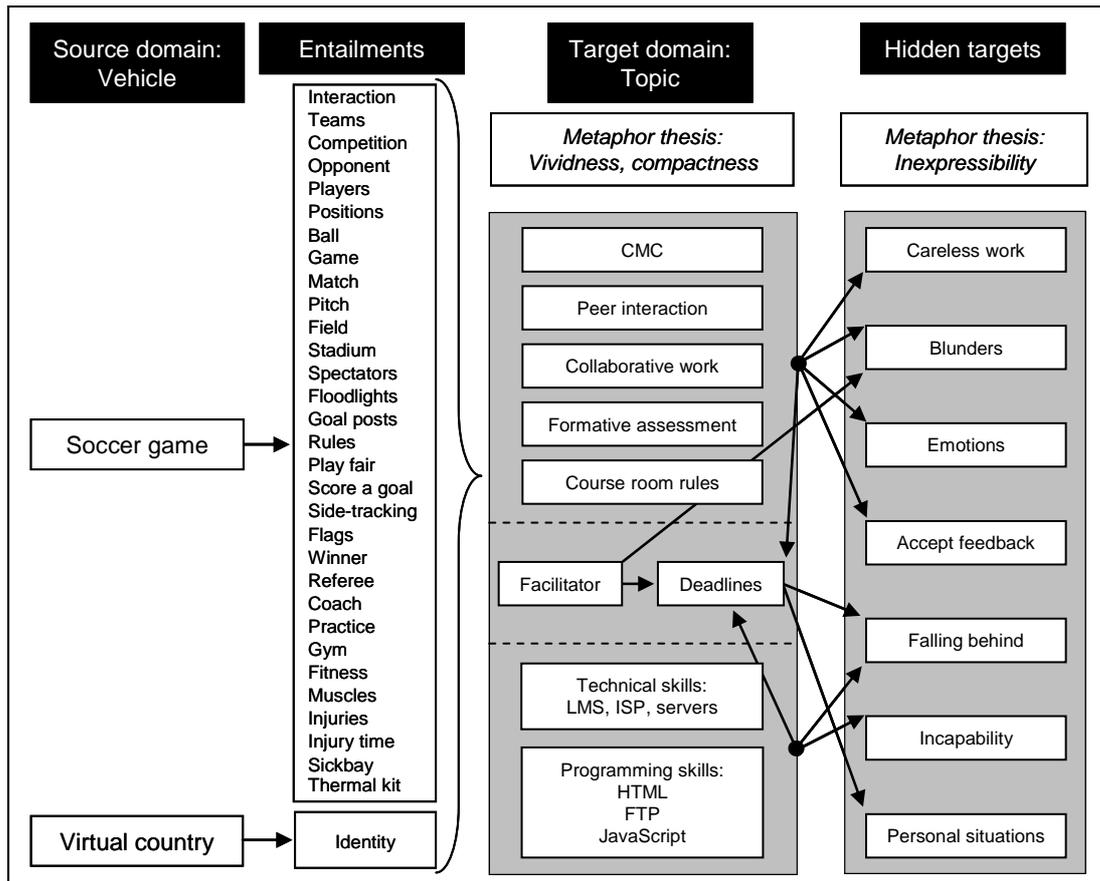 Source domain:
Vehicle
Entailments
Target domain:
Topic
Hidden targets
Metaphor thesis:
Vividness, compactness
Metaphor thesis:
Inexpressibility
Soccer game
Virtual country
Interaction
Teams
Competition
Opponent
Players
Positions
Ball
Game
Match
Pitch
Field
Stadium
Spectators
Floodlights
Goal posts
Rules
Play fair
Score a goal
Side-tracking
Flags
Winner
Referee
Coach
Practice
Gym
Fitness
Muscles
Injuries
Injury time
Sickbay
Thermal kit
Identity
CMC
Peer interaction
Collaborative work
Formative assessment
Course room rules
Facilitator
Deadlines
Technical skills:
LMS, ISP, servers
Programming skills:
HTML
FTP
JavaScript
Careless work
Blunders
Emotions
Accept feedback
Falling behind
Incapability
Personal situations